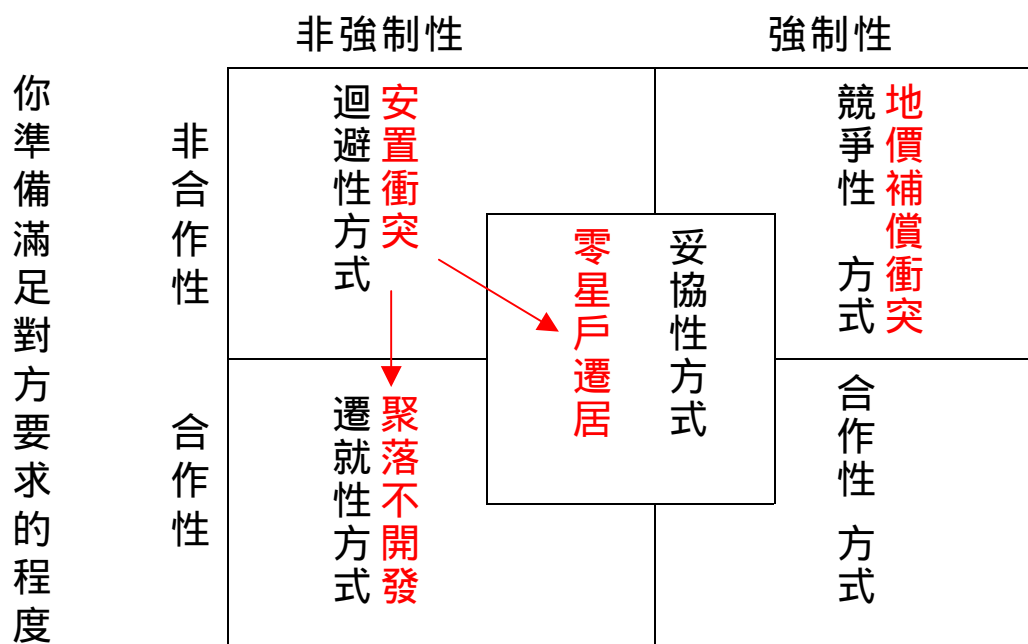 非強制性
強制性
你準備滿足對方要求的程度
非合作性
合作性
安置衝突
迴避性方式
地價補償衝突
競爭性 方式
妥協性方式
零星戶遷居
聚落不開發
遷就性方式
合作性 方式